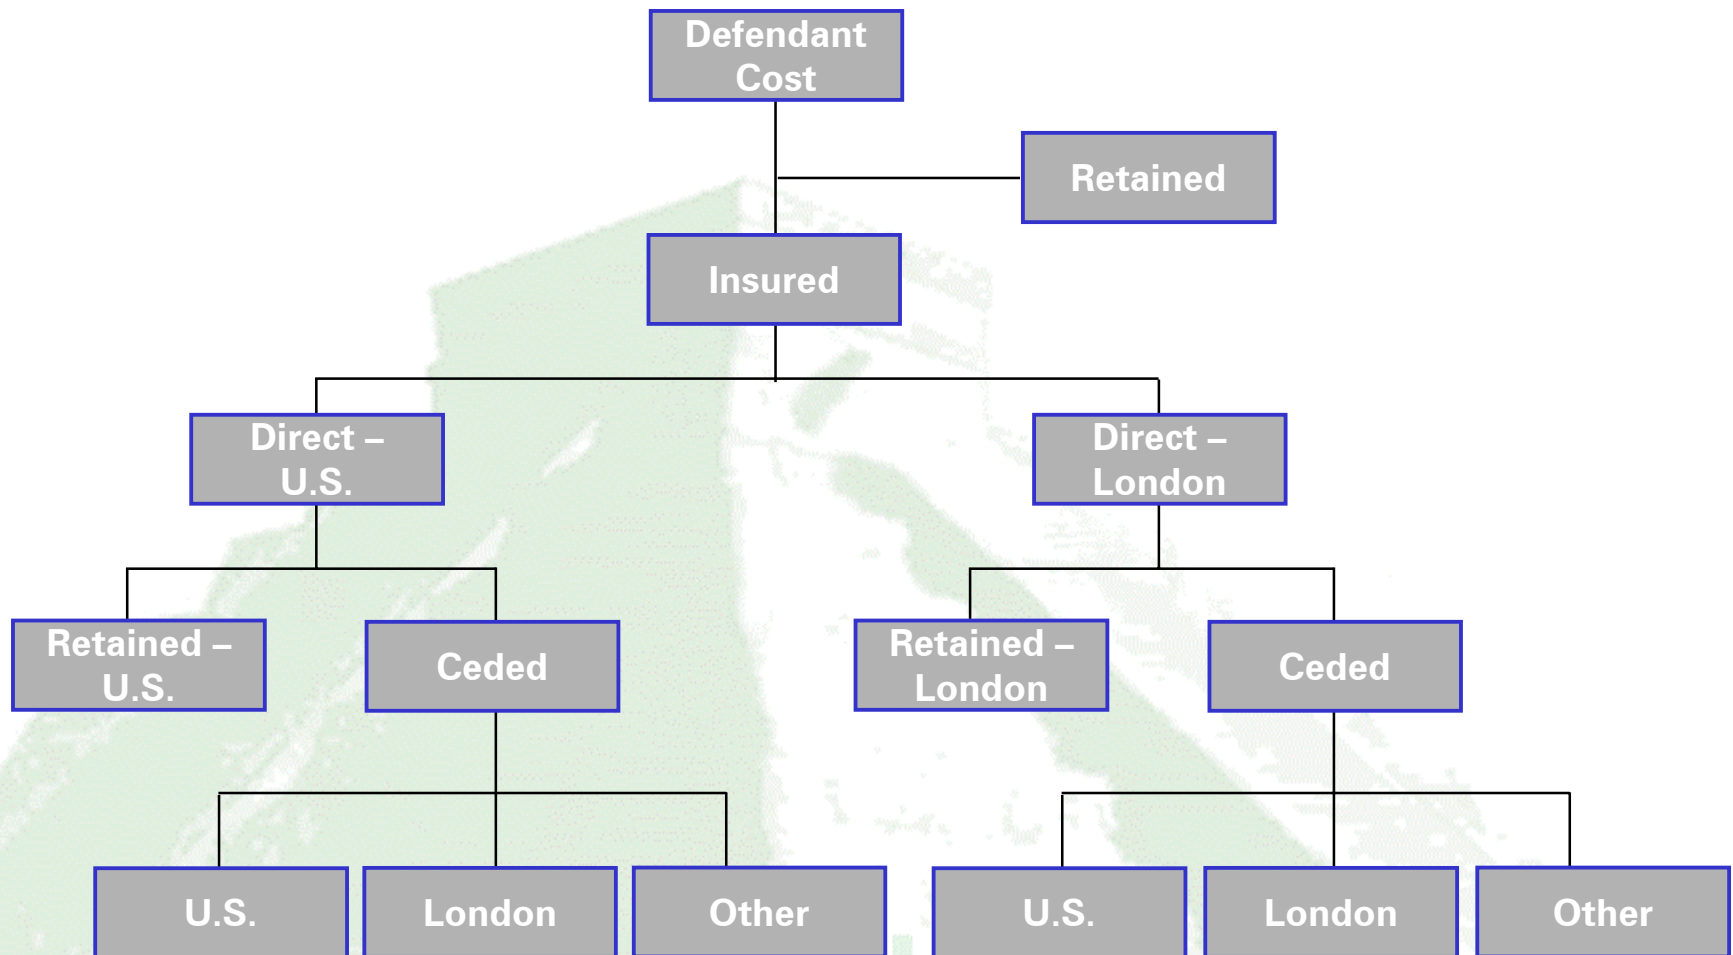 Defendant
Cost
Retained
Insured
Direct –
U.S.
Direct –
London
Retained –
U.S.
Ceded
Retained –
London
Ceded
U.S.
London
Other
U.S.
London
Other